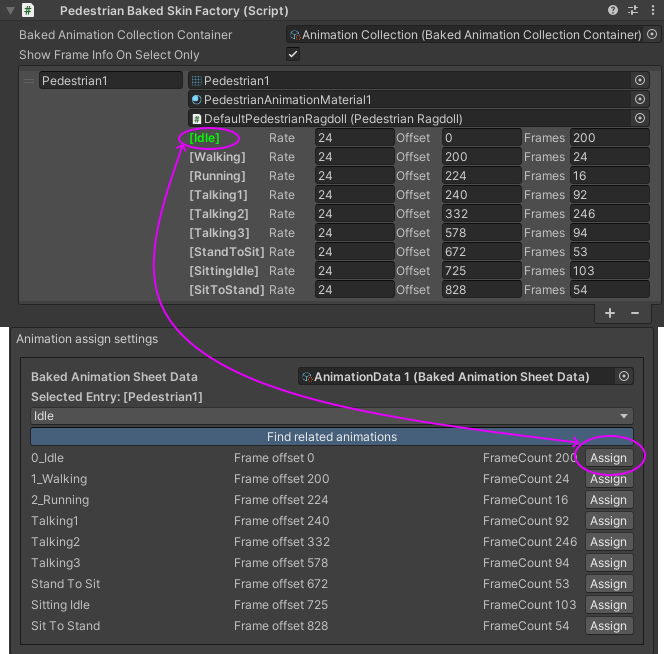 Pedestrian Baked Skin Factory (Script)
Baked Animation Collection Container Animation Collection (Baked Animation Collection Container)
Show Frame Info On Select Only
Pedestrian1 Pedestrian1
PedestrianAnimationMaterial1
DefaultPedestrianRagdoll (Pedestrian Ragdoll)
[Idle] Rate 24 Offset 0 Frames 200
[Walking] Rate 24 Offset 200 Frames 24
[Running] Rate 24 Offset 224 Frames 16
[Talking1] Rate 24 Offset 240 Frames 92
[Talking2] Rate 24 Offset 332 Frames 246
[Talking3] Rate 24 Offset 578 Frames 94
[StandToSit] Rate 24 Offset 672 Frames 53
[SittingIdle] Rate 24 Offset 725 Frames 103
[SitToStand] Rate 24 Offset 828 Frames 54
Animation assign settings
Baked Animation Sheet Data AnimationData 1 (Baked Animation Sheet Data)
Selected Entry: [Pedestrian1]
Idle
Find related animations
0_Idle Frame offset 0 FrameCount 200 Assign
1_Walking Frame offset 200 FrameCount 24 Assign
2_Running Frame offset 224 FrameCount 16 Assign
Talking1 Frame offset 240 FrameCount 92 Assign
Talking2 Frame offset 332 FrameCount 246 Assign
Talking3 Frame offset 578 FrameCount 94 Assign
Stand To Sit Frame offset 672 FrameCount 53 Assign
Sitting Idle Frame offset 725 FrameCount 103 Assign
Sit To Stand Frame offset 828 FrameCount 54 Assign